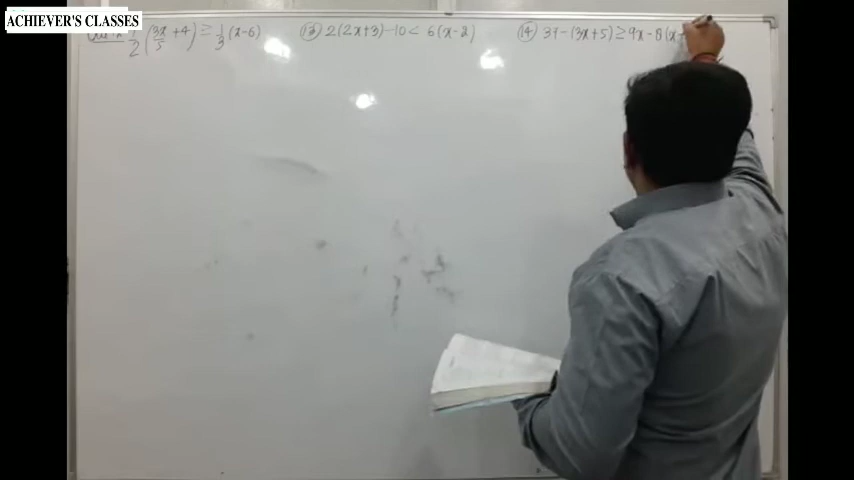 ACHIEVER'S CLASSES
1/2 (3x/5 + 4) ≥ 1/3 (x-6)
(13) 2(2x+3) -10 < 6(x-2)
(14) 37-(3x+5) ≥ 9x-8(x-